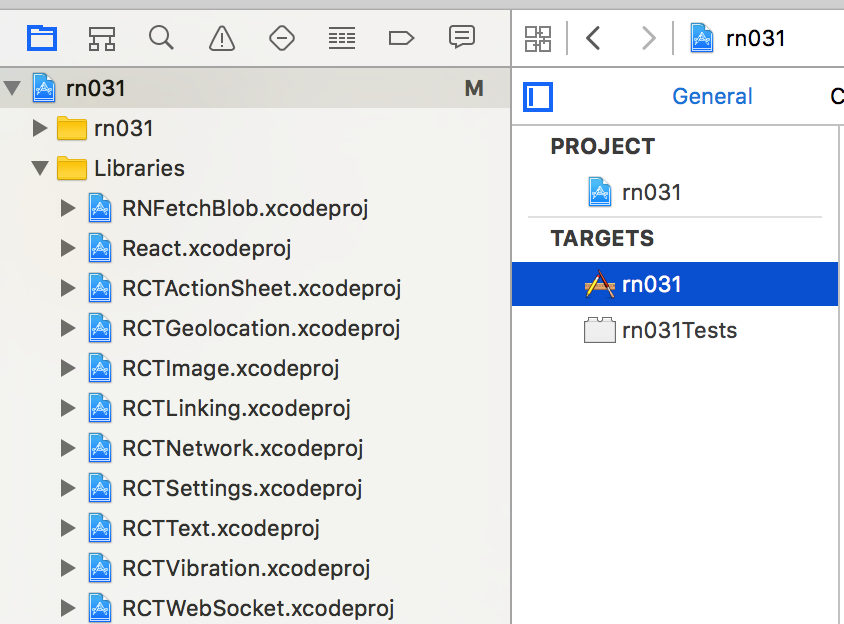 rn031
rn031 M
rn031
Libraries
RNFetchBlob.xcodeproj
React.xcodeproj
RCTActionSheet.xcodeproj
RCTGeolocation.xcodeproj
RCTImage.xcodeproj
RCTLinking.xcodeproj
RCTNetwork.xcodeproj
RCTSettings.xcodeproj
RCTText.xcodeproj
RCTVibration.xcodeproj
RCTWebSocket.xcodeproj
General C
PROJECT
rn031
TARGETS
rn031
rn031Tests